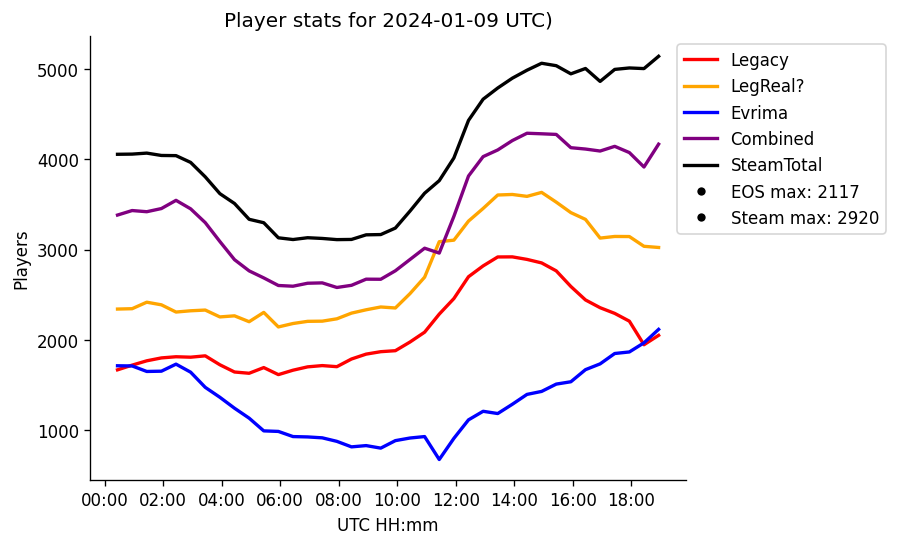 Player stats for 2024-01-09 UTC)
Players
5000
4000
3000
2000
1000
00:00 02:00 04:00 06:00 08:00 10:00 12:00 14:00 16:00 18:00
UTC HH:mm
Legacy
LegReal?
Evrima
Combined
SteamTotal
EOS max: 2117
Steam max: 2920